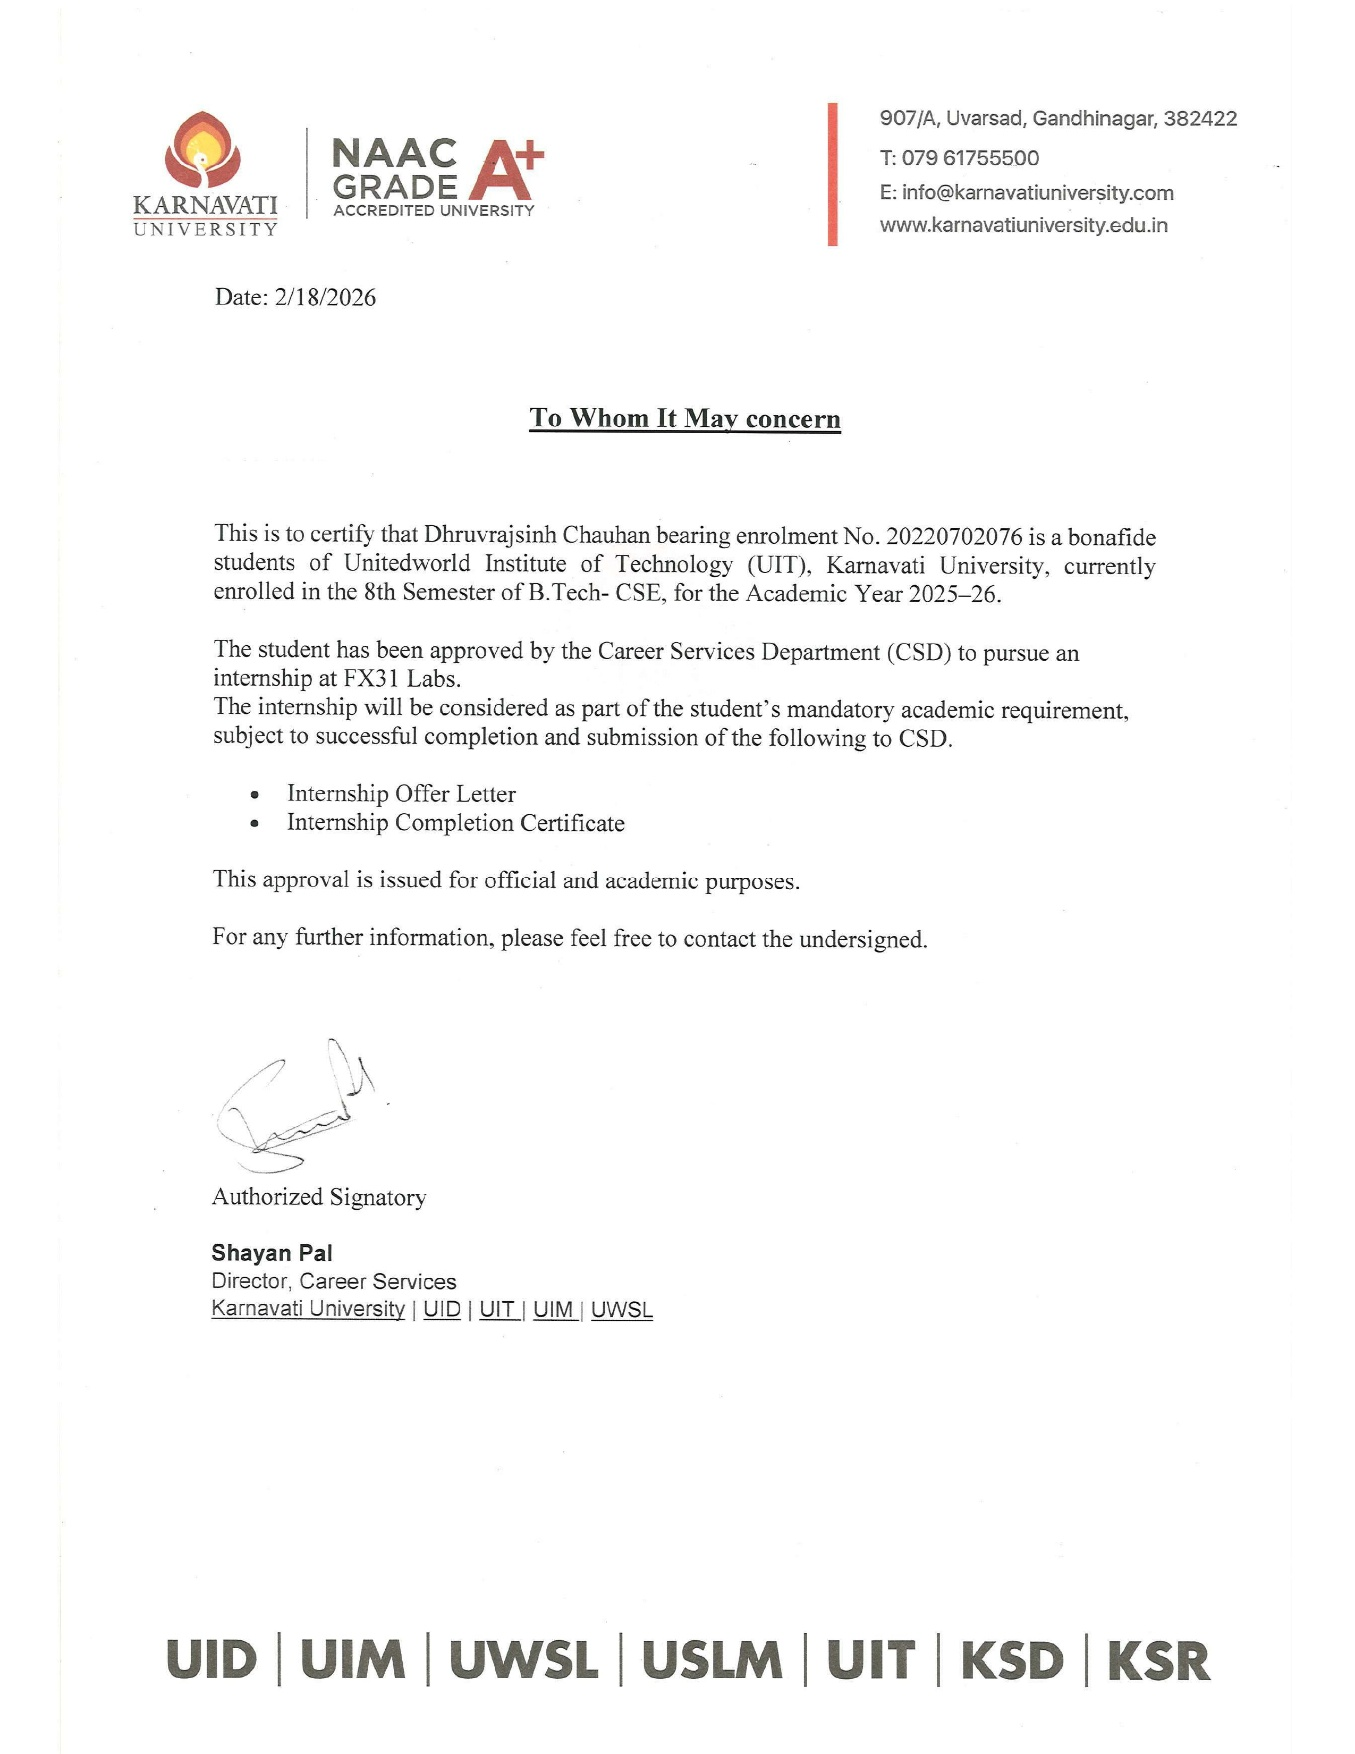 KARNAVATI
UNIVERSITY
NAAC
GRADE A+
ACCREDITED UNIVERSITY
907/A, Uvarsad, Gandhinagar, 382422
T: 079 61755500
E: info@karnavatiuniversity.com
www.karnavatiuniversity.edu.in
Date: 2/18/2026
To Whom It May concern
This is to certify that Dhruvrajsinh Chauhan bearing enrolment No. 20220702076 is a bonafide
students of Unitedworld Institute of Technology (UIT), Karnavati University, currently
enrolled in the 8th Semester of B.Tech- CSE, for the Academic Year 2025–26.
The student has been approved by the Career Services Department (CSD) to pursue an
internship at FX31 Labs.
The internship will be considered as part of the student’s mandatory academic requirement,
subject to successful completion and submission of the following to CSD.
• Internship Offer Letter
• Internship Completion Certificate
This approval is issued for official and academic purposes.
For any further information, please feel free to contact the undersigned.
Authorized Signatory
Shayan Pal
Director, Career Services
Karnavati University | UID | UIT | UIM | UWSL
UID | UIM | UWSL | USLM | UIT | KSD | KSR